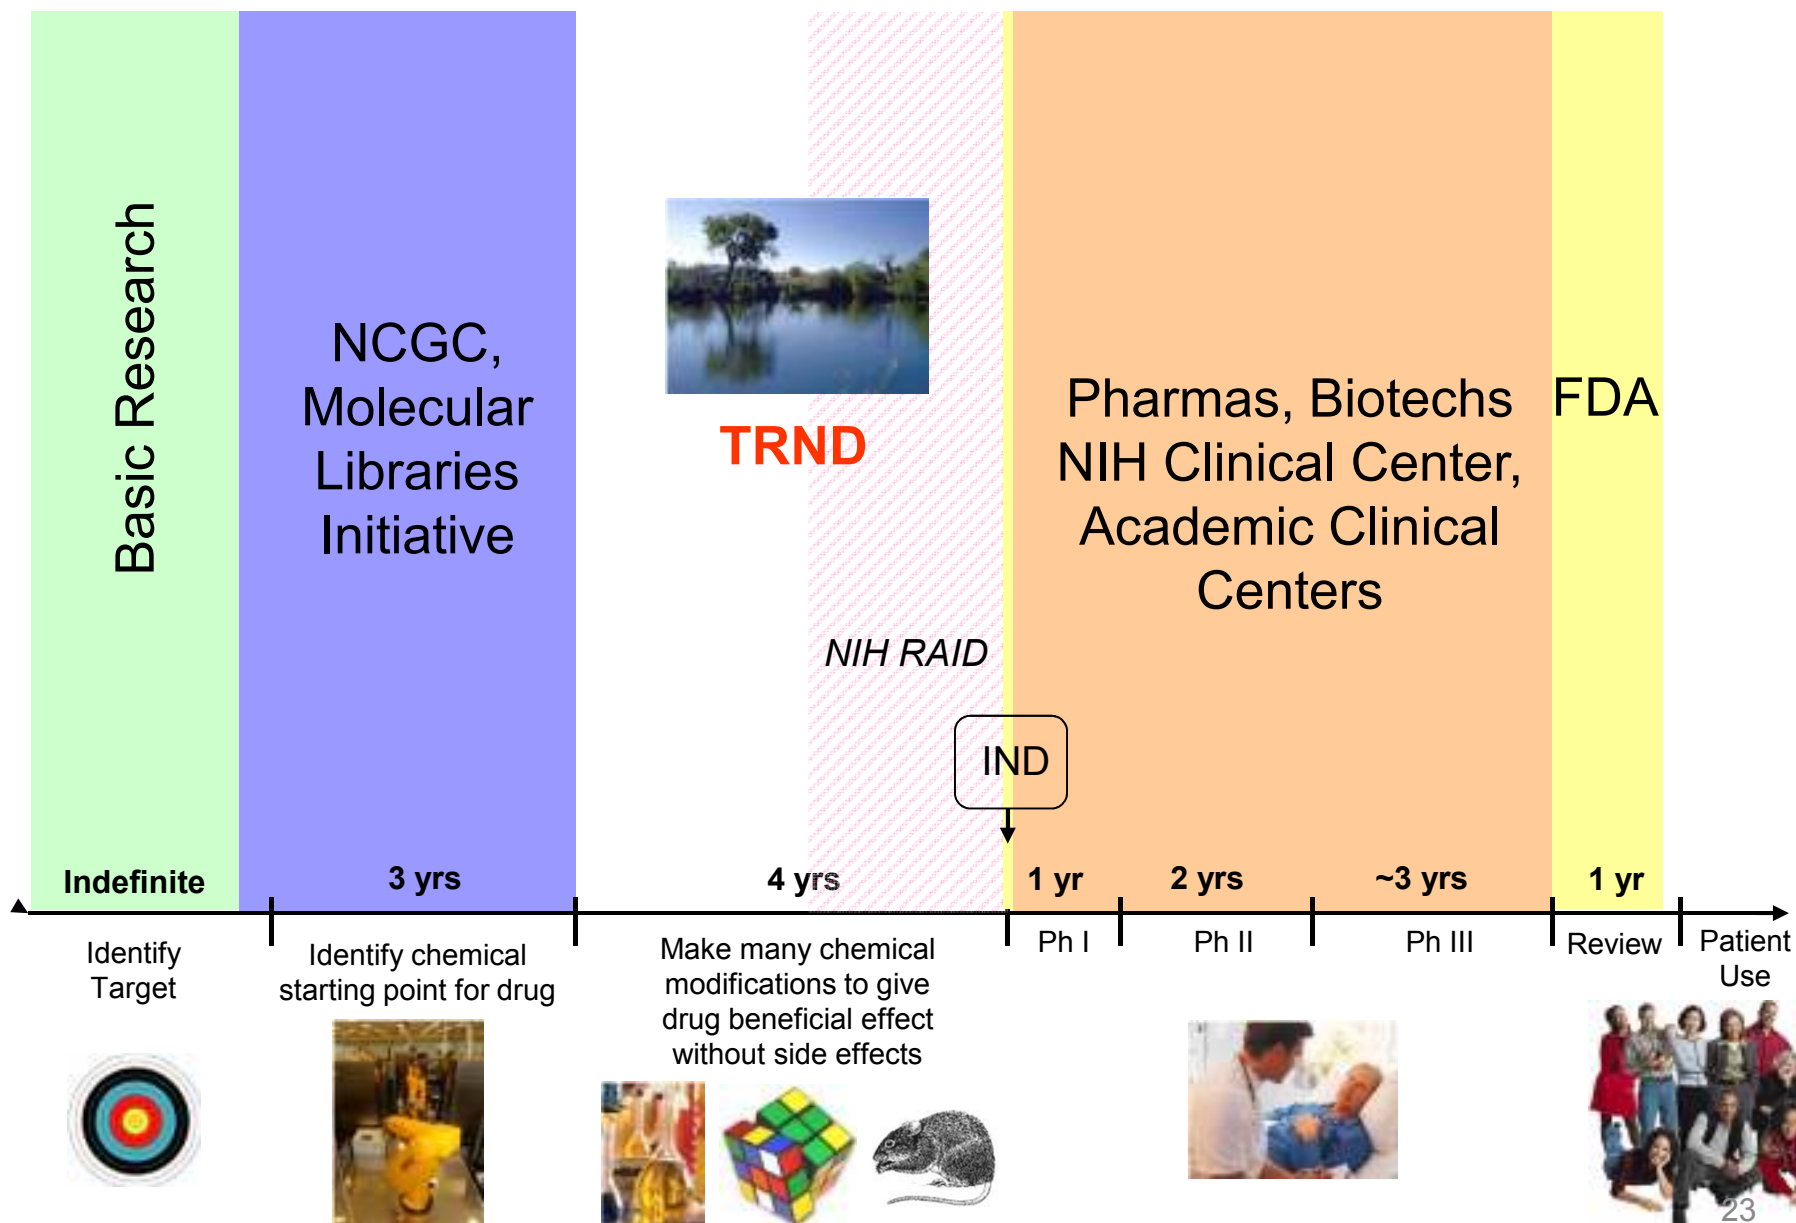 Basic Research
NCGC,
Molecular
Libraries
Initiative
TRND
NIH RAID
IND
Pharmas, Biotechs
NIH Clinical Center,
Academic Clinical
Centers
FDA
Indefinite
3 yrs
4 yrs
1 yr
2 yrs
~3 yrs
1 yr
Identify
Target
Identify chemical
starting point for drug
Make many chemical
modifications to give
drug beneficial effect
without side effects
Ph I
Ph II
Ph III
Review
Patient
Use
23